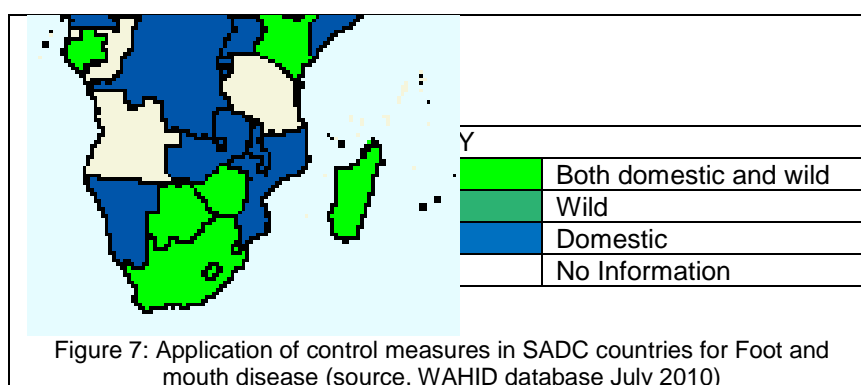 Y
Both domestic and wild
Wild
Domestic
No Information
Figure 7: Application of control measures in SADC countries for Foot and
mouth disease (source. WAHID database July 2010)